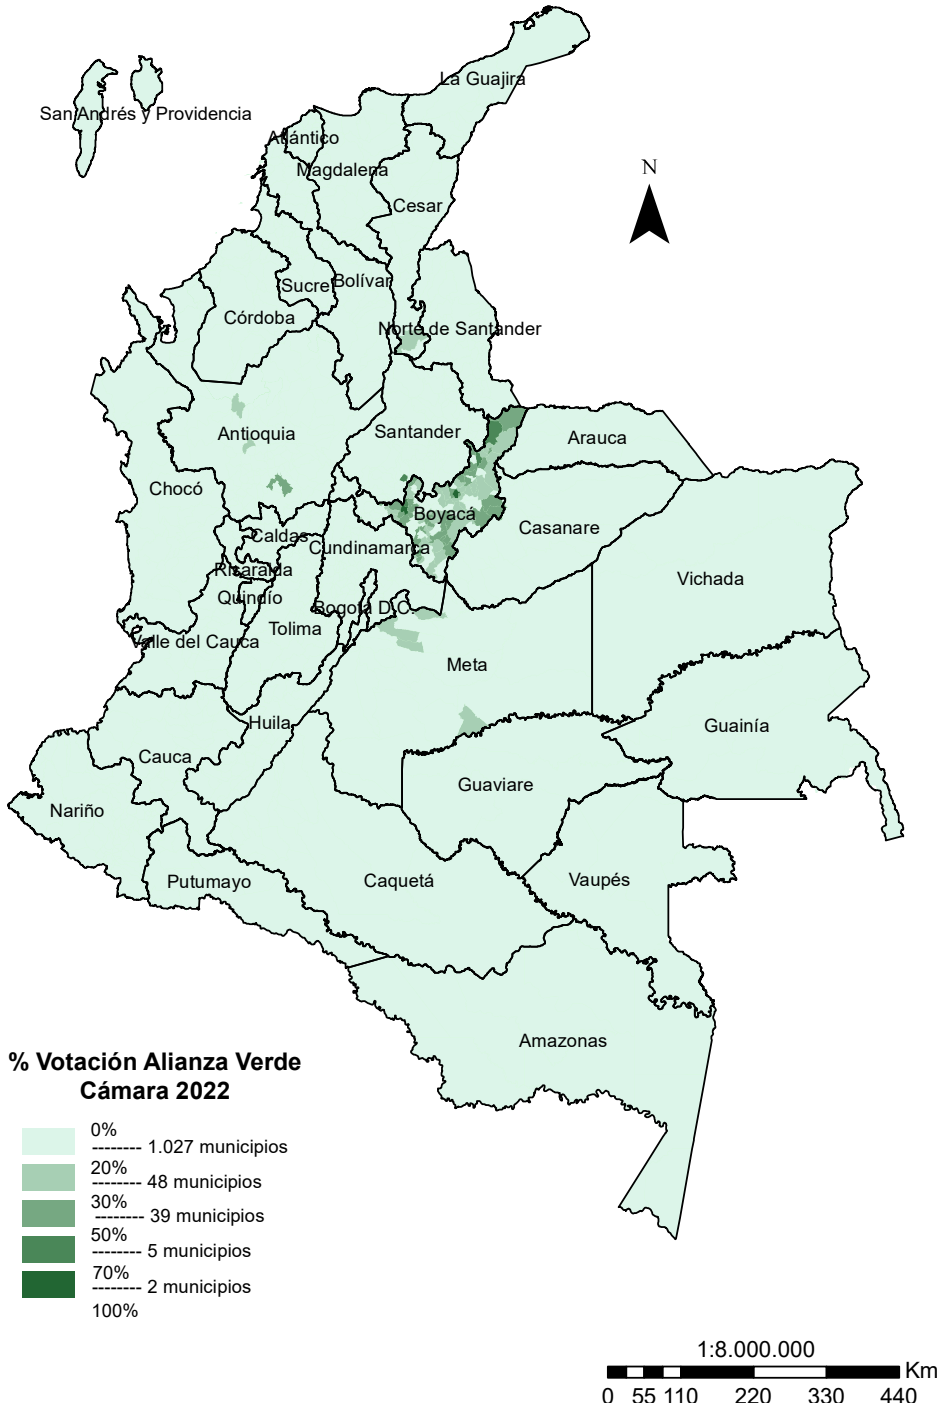 La Guajira
San Andrés y Providencia
Atlántico
Magdalena
N
Cesar
Sucre
Bolívar
Córdoba
Norte de Santander
Antioquia
Santander
Arauca
Chocó
Boyacá
Casanare
Caldas
Cundinamarca
Risaralda
Vichada
Quindío
Bogotá D.C.
Tolima
Valle del Cauca
Meta
Huila
Guainía
Cauca
Guaviare
Nariño
Putumayo
Caquetá
Vaupés
Amazonas
% Votación Alianza Verde
Cámara 2022
0%
-------- 1.027 municipios
20%
-------- 48 municipios
30%
-------- 39 municipios
50%
-------- 5 municipios
70%
-------- 2 municipios
100%
1:8.000.000
Km
0 55 110 220 330 440